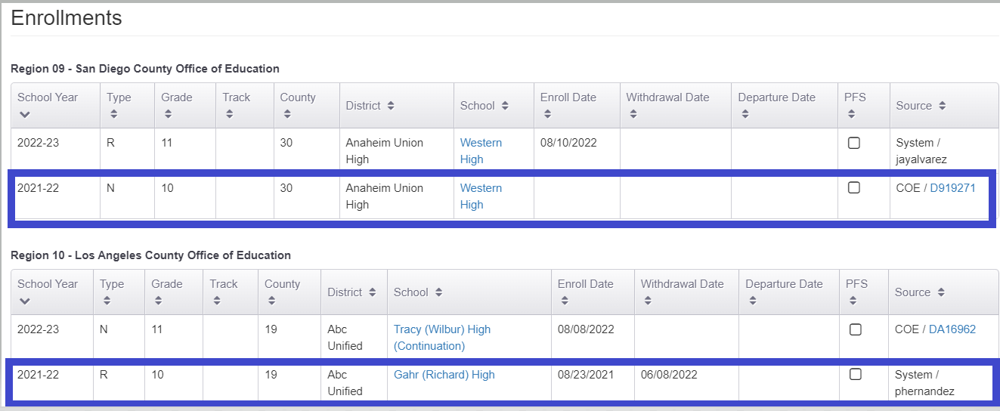 Enrollments
Region 09 - San Diego County Office of Education
School Year Type Grade Track County District School Enroll Date Withdrawal Date Departure Date PFS Source
2022-23 R 11 30 Anaheim Union High Western High 08/10/2022 System / jayalvarez
2021-22 N 10 30 Anaheim Union High Western High COE / D919271
Region 10 - Los Angeles County Office of Education
School Year Type Grade Track County District School Enroll Date Withdrawal Date Departure Date PFS Source
2022-23 N 11 19 Abc Unified Tracy (Wilbur) High (Continuation) 08/08/2022 COE / DA16962
2021-22 R 10 19 Abc Unified Gahr (Richard) High 08/23/2021 06/08/2022 System / phernandez